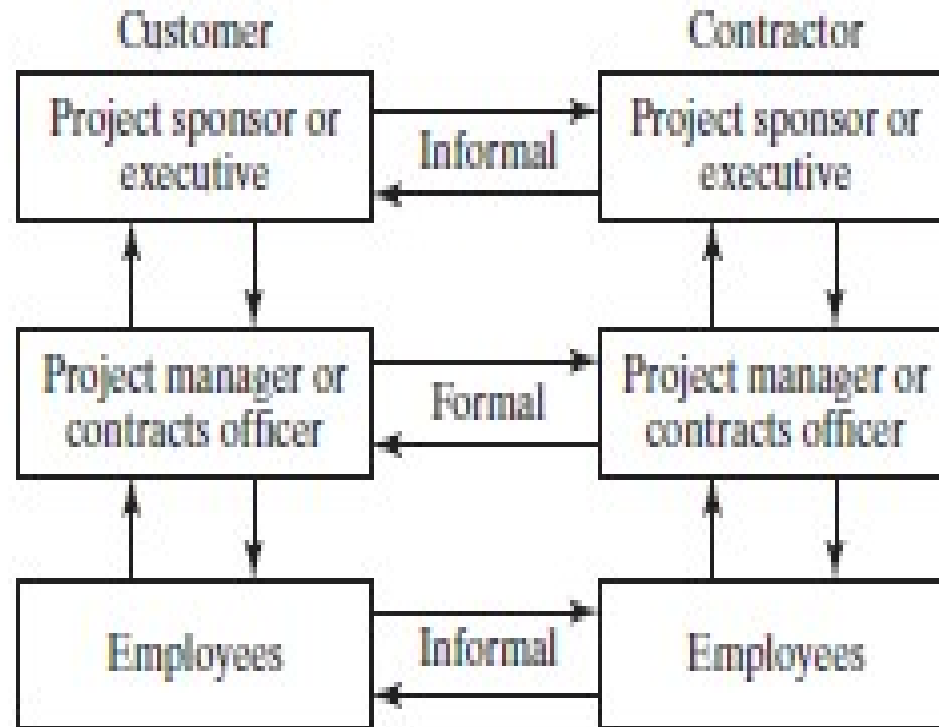 Customer
Contractor
Project sponsor or
executive
Informal
Project sponsor or
executive
Project manager or
contracts officer
Formal
Project manager or
contracts officer
Employees
Informal
Employees